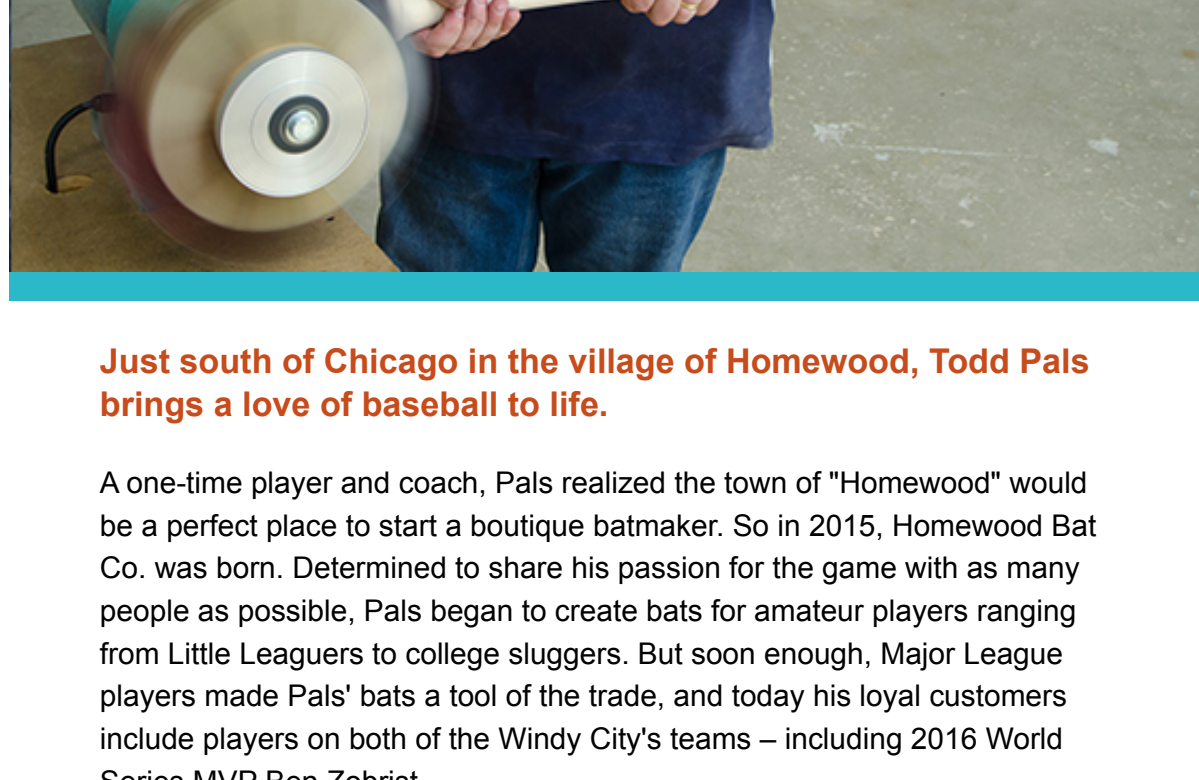 Just south of Chicago in the village of Homewood, Todd Pals
brings a love of baseball to life.
A one-time player and coach, Pals realized the town of "Homewood" would
be a perfect place to start a boutique batmaker. So in 2015, Homewood Bat
Co. was born. Determined to share his passion for the game with as many
people as possible, Pals began to create bats for amateur players ranging
from Little Leaguers to college sluggers. But soon enough, Major League
players made Pals' bats a tool of the trade, and today his loyal customers
include players on both of the Windy City's teams – including 2016 World
Series MVP Ben Zobrist